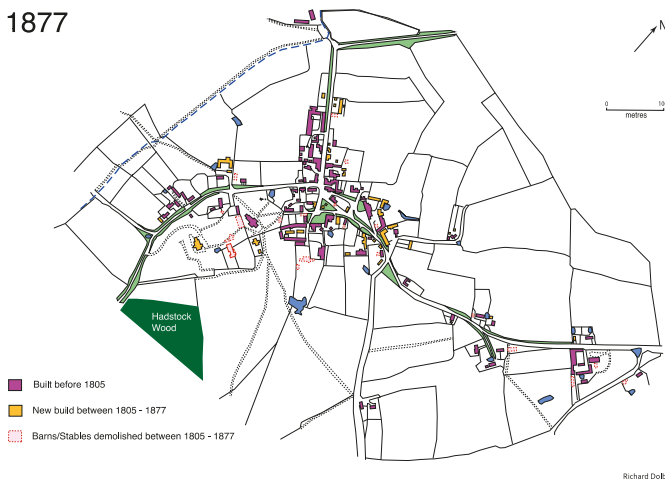 1877
N
0
10
metres
Hadstock
Wood
Built before 1805
New build between 1805 - 1877
Barns/Stables demolished between 1805 - 1877
Richard Dolb